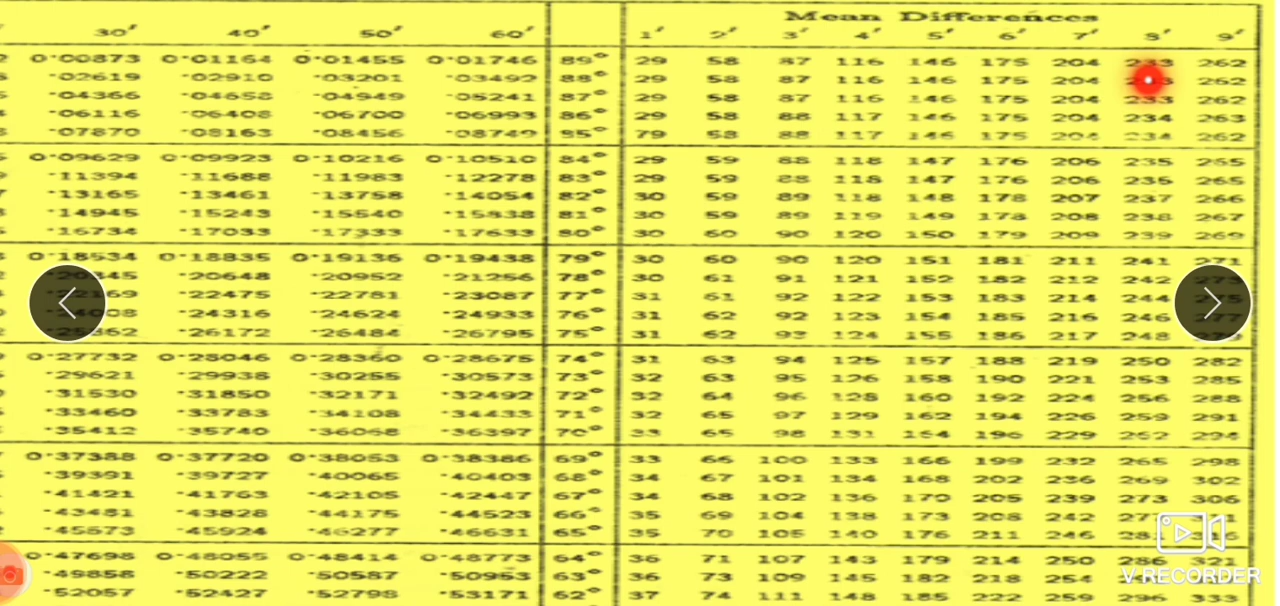 Mean Differences
30′ 40′ 50′ 60′ 1′ 2′ 3′ 4′ 5′ 6′ 7′ 8′ 9′
0·00873 0·01164 0·01455 0·01746 89° 29 58 87 116 146 175 204 262
·02619 ·02910 ·03201 ·03492 88° 29 58 87 116 146 175 204 262
·04366 ·04658 ·04949 ·05241 87° 29 58 87 116 146 175 204 233 262
·06116 ·06408 ·06700 ·06993 86° 29 58 88 117 146 175 204 234 263
·07870 ·08163 ·08456 ·08749 85° 79 58 88 117 146 175 204 234 262
0·09629 0·09923 0·10216 0·10510 84° 29 59 88 118 147 176 206 235 265
·11394 ·11688 ·11983 ·12278 83° 29 59 88 118 147 176 206 235 265
·13165 ·13461 ·13758 ·14054 82° 30 59 89 118 148 178 207 237 266
·14945 ·15243 ·15540 ·15838 81° 30 59 89 119 149 178 208 238 267
·16734 ·17033 ·17333 ·17633 80° 30 60 90 120 150 179 209 239 269
0·18534 0·18835 0·19136 0·19438 79° 30 60 90 120 151 181 211 241 271
·20345 ·20648 ·20952 ·21256 78° 30 61 91 121 152 182 212 242 273
·22169 ·22475 ·22781 ·23087 77° 31 61 92 122 153 183 214 244
·24316 ·24624 ·24933 76° 31 62 92 123 154 185 216 246
·26172 ·26484 ·26795 75° 31 62 93 124 155 186 217 248
0·27732 0·28046 0·28360 0·28675 74° 31 63 94 125 157 188 219 250 282
·29621 ·29938 ·30255 ·30573 73° 32 63 95 126 158 190 221 253 285
·31530 ·31850 ·32171 ·32492 72° 32 64 96 128 160 192 224 256 288
·33460 ·33783 ·34108 ·34433 71° 32 65 97 129 162 194 226 259 291
·35412 ·35740 ·36068 ·36397 70° 33 65 98 131 164 196 229 262 294
0·37388 0·37720 0·38053 0·38386 69° 33 66 100 133 166 199 232 265 298
·39391 ·39727 ·40065 ·40403 68° 34 67 101 134 168 202 236 269 302
·41421 ·41763 ·42105 ·42447 67° 34 68 102 136 170 205 239 273 306
·43481 ·43828 ·44175 ·44523 66° 35 69 104 138 173 208 242
·45573 ·45924 ·46277 ·46631 65° 35 70 105 140 176 211 246
0·47698 0·48055 0·48414 0·48773 64° 36 71 107 143 179 214 250
·49858 ·50222 ·50587 ·50953 63° 36 73 109 145 182 218 254
·52057 ·52427 ·52798 ·53171 62° 37 74 111 148 185 222 259 296 333
V RECORDER